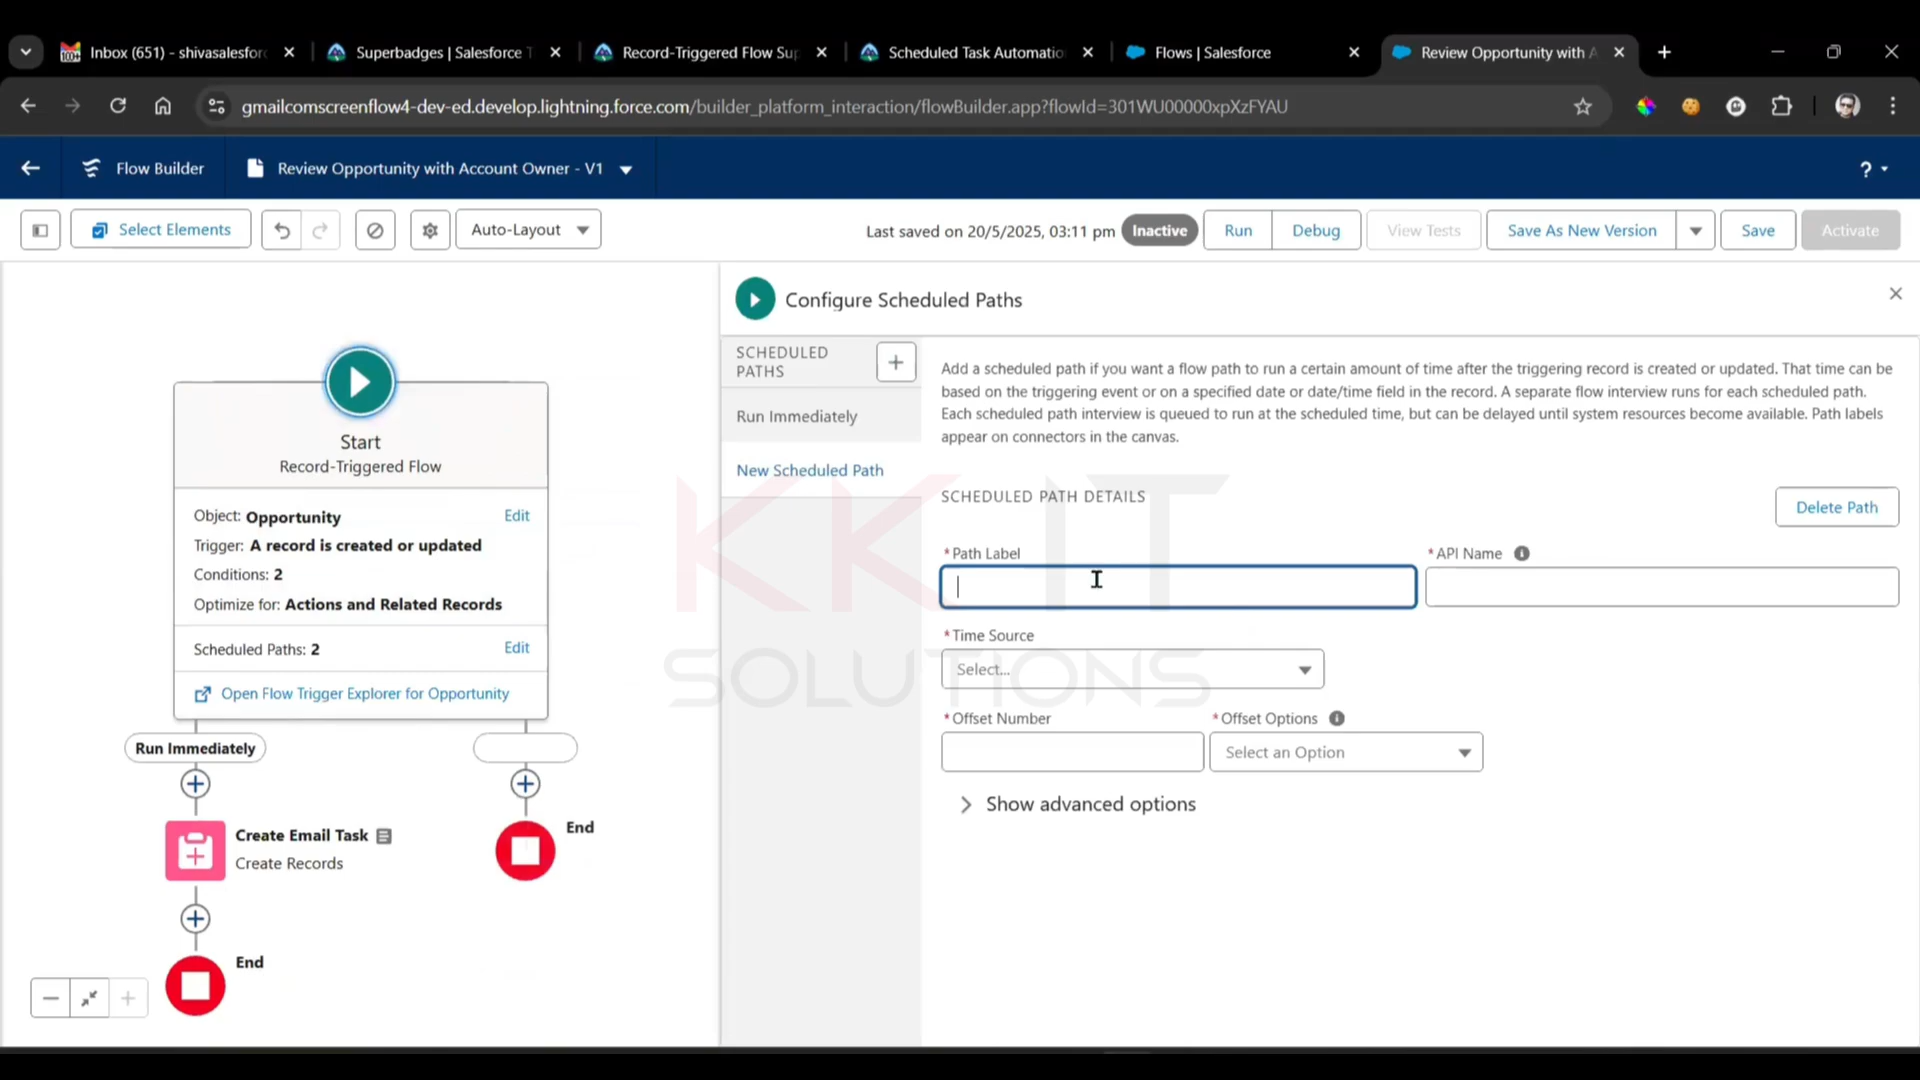 Inbox (651) - shivasalesforc
Superbadges | Salesforce T
Record-Triggered Flow Sup
Scheduled Task Automatio
Flows | Salesforce
Review Opportunity with A
gmailcomscreenflow4-dev-ed.develop.lightning.force.com/builder_platform_interaction/flowBuilder.app?flowId=301WU00000xpXzFYAU
Flow Builder
Review Opportunity with Account Owner - V1
?
Select Elements
Auto-Layout
Last saved on 20/5/2025, 03:11 pm
Inactive
Run
Debug
View Tests
Save As New Version
Save
Activate
Start
Record-Triggered Flow
Object: Opportunity
Edit
Trigger: A record is created or updated
Conditions: 2
Optimize for: Actions and Related Records
Scheduled Paths: 2
Edit
Open Flow Trigger Explorer for Opportunity
Run Immediately
Create Email Task
Create Records
End
End
Configure Scheduled Paths
SCHEDULED
PATHS
Run Immediately
New Scheduled Path
Add a scheduled path if you want a flow path to run a certain amount of time after the triggering record is created or updated. That time can be
based on the triggering event or on a specified date or date/time field in the record. A separate flow interview runs for each scheduled path.
Each scheduled path interview is queued to run at the scheduled time, but can be delayed until system resources become available. Path labels
appear on connectors in the canvas.
SCHEDULED PATH DETAILS
Delete Path
* Path Label
* API Name
* Time Source
Select...
* Offset Number
* Offset Options
Select an Option
Show advanced options
KK IT
SOLUTIONS